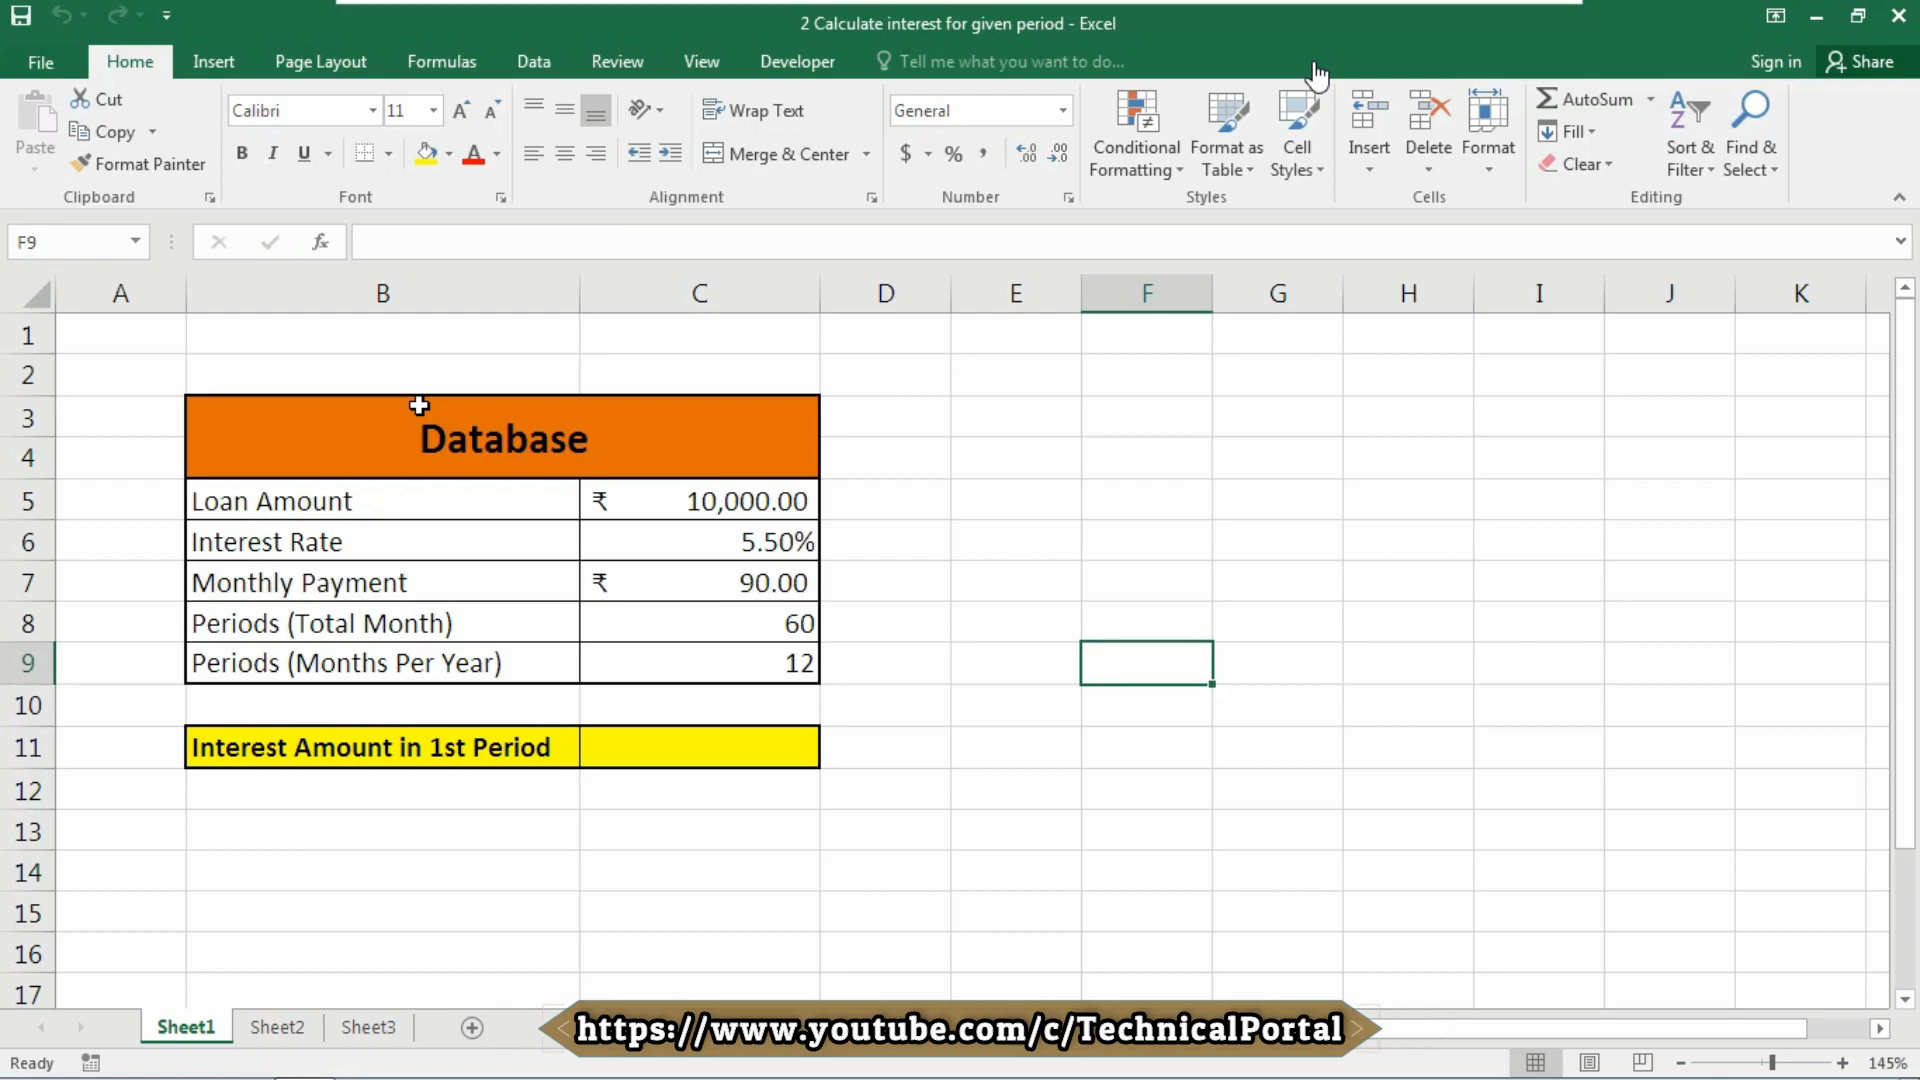 2 Calculate interest for given period - Excel
File Home Insert Page Layout Formulas Data Review View Developer Tell me what you want to do... Sign in Share
Paste Cut
Copy
Format Painter
Clipboard
Calibri 11
B I U
Font
Wrap Text
Merge & Center
Alignment
General
$ % ,
Number
Conditional Formatting
Format as Table
Cell Styles
Styles
Insert Delete Format
Cells
AutoSum
Fill
Clear
Sort & Filter
Find & Select
Editing
F9 fx
A B C D E F G H I J K
1
2
3
Database
4
5 Loan Amount ₹ 10,000.00
6 Interest Rate 5.50%
7 Monthly Payment ₹ 90.00
8 Periods (Total Month) 60
9 Periods (Months Per Year) 12
10
11 Interest Amount in 1st Period
12
13
14
15
16
17
Sheet1 Sheet2 Sheet3
https://www.youtube.com/c/TechnicalPortal
Ready 145%